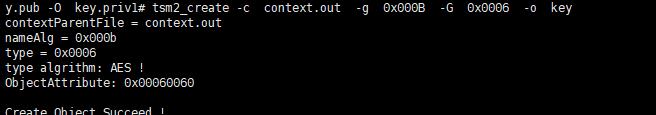 y.pub -O key.priv1# tsm2_create -c context.out -g 0x000B -G 0x0006 -o key
contextParentFile = context.out
nameAlg = 0x000b
type = 0x0006
type algrithm: AES !
ObjectAttribute: 0x00060060
Create Object Succeed !